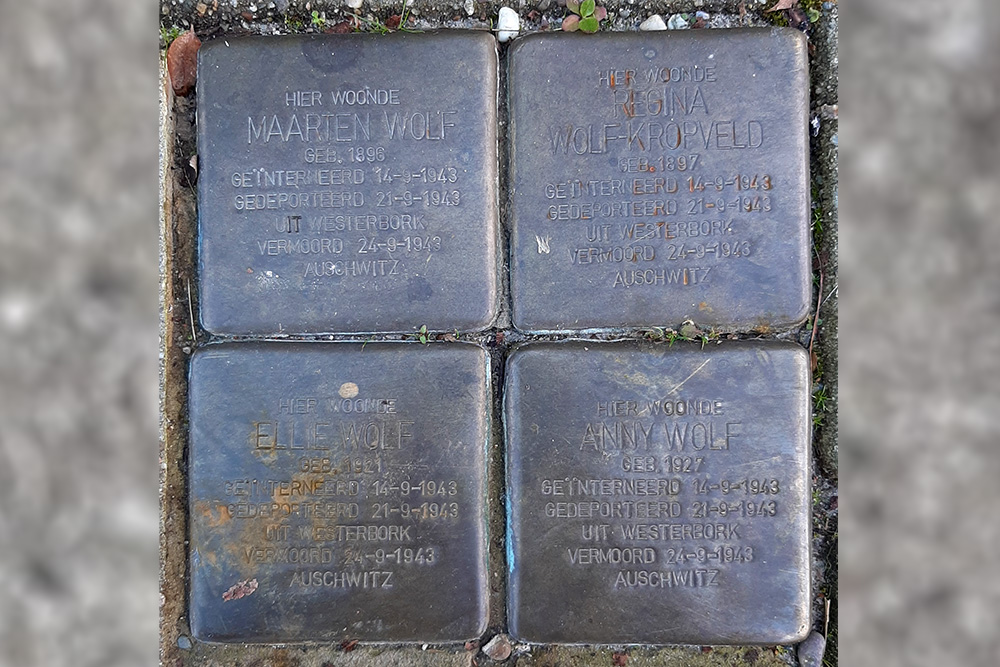 HIER WOONDE
MAARTEN WOLF
GEB. 1896
GEÏNTERNEERD 14-9-1943
GEDEPORTEERD 21-9-1943
UIT WESTERBORK
VERMOORD 24-9-1943
AUSCHWITZ
HIER WOONDE
REGINA
WOLF-KROPVELD
GEB. 1897
GEÏNTERNEERD 14-9-1943
GEDEPORTEERD 21-9-1943
UIT WESTERBORK
VERMOORD 24-9-1943
AUSCHWITZ
HIER WOONDE
ELLIE WOLF
GEB. 1921
GEÏNTERNEERD 14-9-1943
GEDEPORTEERD 21-9-1943
UIT WESTERBORK
VERMOORD 24-9-1943
AUSCHWITZ
HIER WOONDE
ANNY WOLF
GEB. 1927
GEÏNTERNEERD 14-9-1943
GEDEPORTEERD 21-9-1943
UIT WESTERBORK
VERMOORD 24-9-1943
AUSCHWITZ